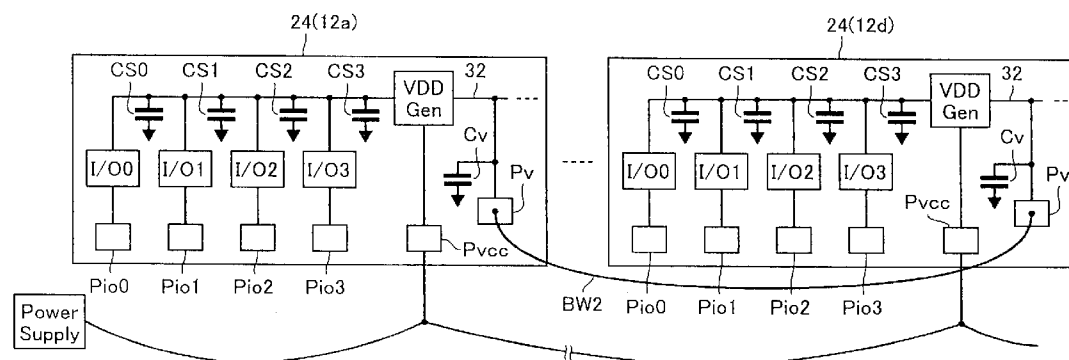 24(12a)
24(12d)
CS0 CS1 CS2 CS3 32
CS0 CS1 CS2 CS3 32
VDD
Gen
VDD
Gen
I/O0 I/O1 I/O2 I/O3 Cv Pv
I/O0 I/O1 I/O2 I/O3 Cv Pv
Pvcc
Pvcc
Pio0 Pio1 Pio2 Pio3
BW2
Pio0 Pio1 Pio2 Pio3
Power
Supply